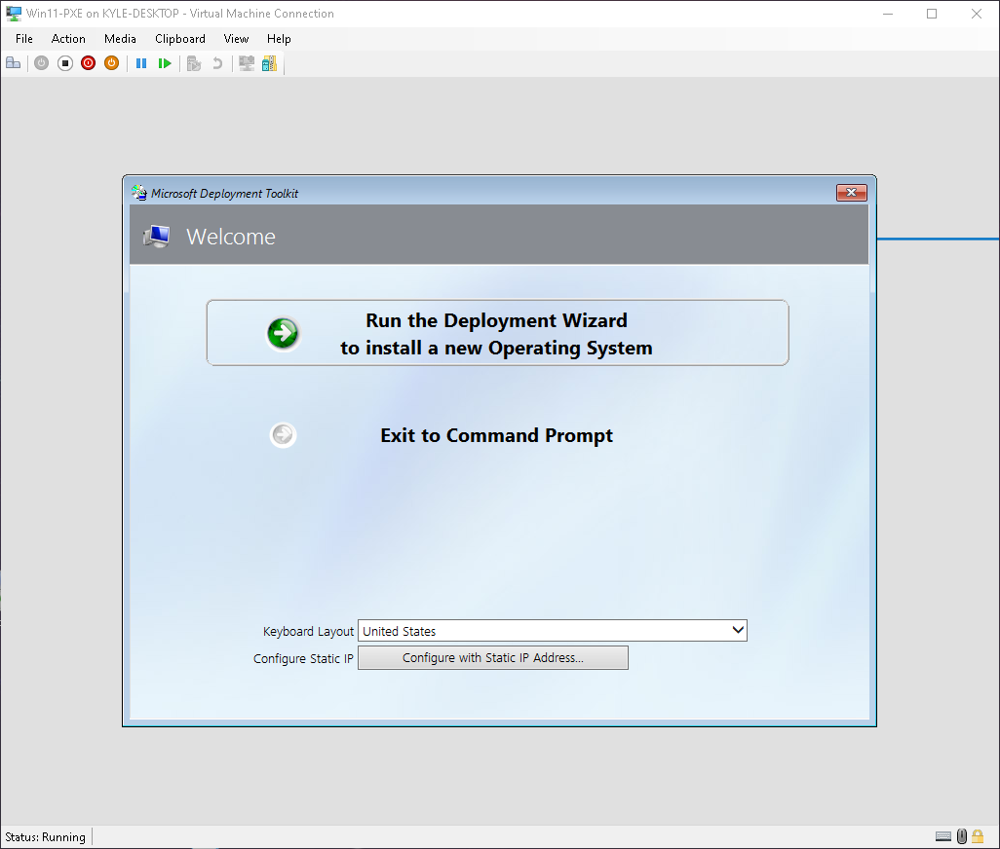 Win11-PXE on KYLE-DESKTOP - Virtual Machine Connection
File Action Media Clipboard View Help
Microsoft Deployment Toolkit
Welcome
Run the Deployment Wizard
to install a new Operating System
Exit to Command Prompt
Keyboard Layout United States
Configure Static IP Configure with Static IP Address...
Status: Running